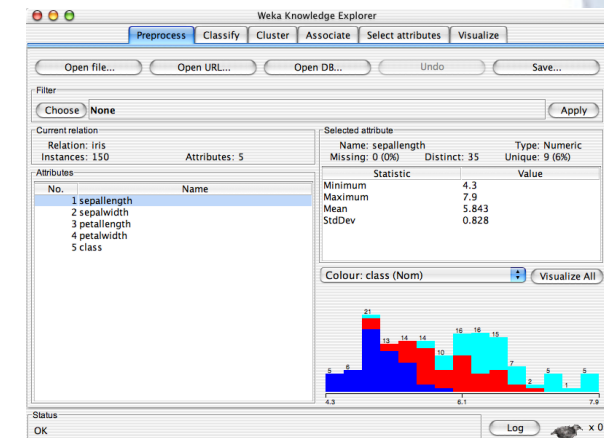 Weka Knowledge Explorer
Preprocess Classify Cluster Associate Select attributes Visualize
Open file... Open URL... Open DB... Undo Save...
Filter
Choose None Apply
Current relation
Relation: iris
Instances: 150 Attributes: 5
Selected attribute
Name: sepallength Type: Numeric
Missing: 0 (0%) Distinct: 35 Unique: 9 (6%)
Attributes
No. Name
1 sepallength
2 sepalwidth
3 petallength
4 petalwidth
5 class
Statistic Value
Minimum 4.3
Maximum 7.9
Mean 5.843
StdDev 0.828
Colour: class (Nom) Visualize All
5 6 21 13 14 14 10 16 16 15 7 2 5 1 5
4.3 6.1 7.9
Status
OK Log x 0